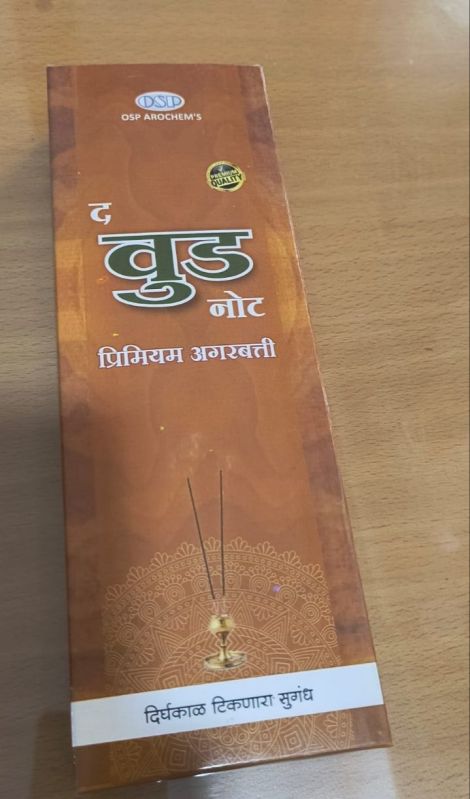 OSP
OSP AROCHEM'S
PREMIUM
QUALITY
द
वुड
नोट
प्रिमियम अगरबत्ती
दिर्घकाळ टिकणारा सुगंध